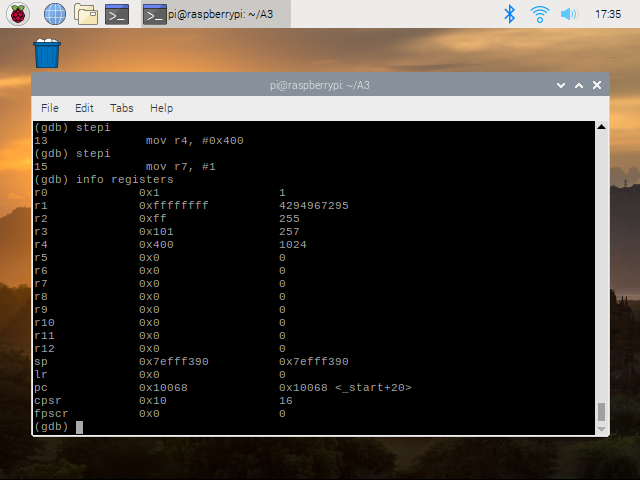 pi@raspberrypi: ~/A3 17:35
pi@raspberrypi: ~/A3
File Edit Tabs Help
(gdb) stepi
13 mov r4, #0x400
(gdb) stepi
15 mov r7, #1
(gdb) info registers
r0 0x1 1
r1 0xffffffff 4294967295
r2 0xff 255
r3 0x101 257
r4 0x400 1024
r5 0x0 0
r6 0x0 0
r7 0x0 0
r8 0x0 0
r9 0x0 0
r10 0x0 0
r11 0x0 0
r12 0x0 0
sp 0x7efff390 0x7efff390
lr 0x0 0
pc 0x10068 0x10068 <_start+20>
cpsr 0x10 16
fpscr 0x0 0
(gdb)